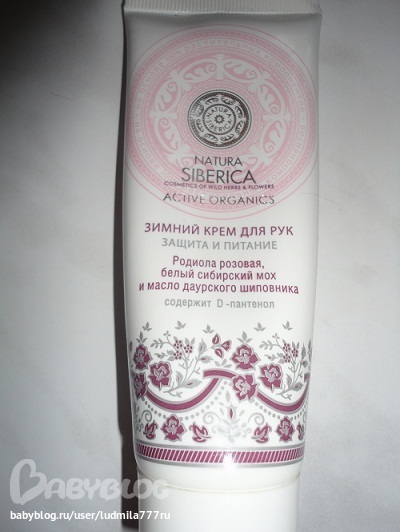 NATURA
SIBERICA
NATURA
SIBERICA
COSMETICS OF WILD HERBS & FLOWERS
ACTIVE ORGANICS
ЗИМНИЙ КРЕМ ДЛЯ РУК
ЗАЩИТА И ПИТАНИЕ
Родиола розовая,
белый сибирский мох
и масло даурского шиповника
содержит D-пантенол
BABYBLOG
babyblog.ru/user/ludmila777ru